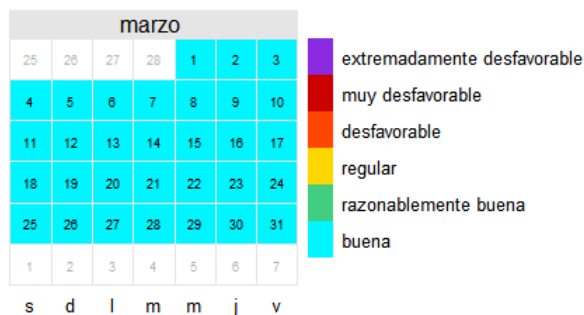 marzo
25 26 27 28 1 2 3
4 5 6 7 8 9 10
11 12 13 14 15 16 17
18 19 20 21 22 23 24
25 26 27 28 29 30 31
1 2 3 4 5 6 7
s d l m m j v
extremadamente desfavorable
muy desfavorable
desfavorable
regular
razonablemente buena
buena